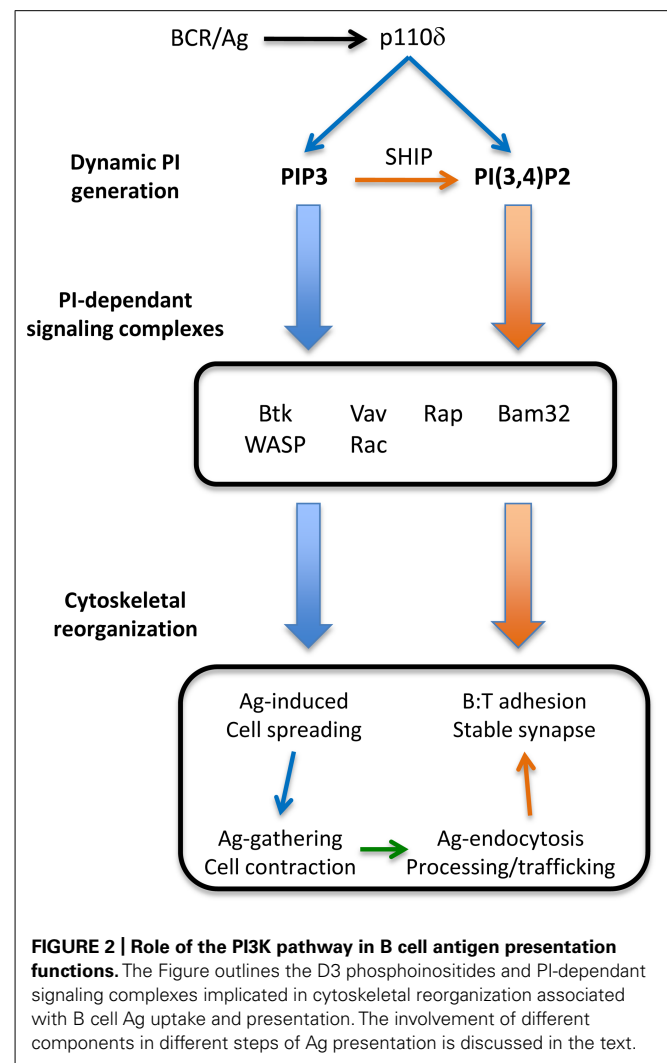 BCR/Ag p110δ
Dynamic PI
generation
SHIP
PIP3 PI(3,4)P2
PI-dependant
signaling complexes
Btk Vav Rap Bam32
WASP Rac
Cytoskeletal
reorganization
Ag-induced
Cell spreading
B:T adhesion
Stable synapse
Ag-gathering
Cell contraction
Ag-endocytosis
Processing/trafficking
FIGURE 2 | Role of the PI3K pathway in B cell antigen presentation
functions. The Figure outlines the D3 phosphoinositides and PI-dependant
signaling complexes implicated in cytoskeletal reorganization associated
with B cell Ag uptake and presentation. The involvement of different
components in different steps of Ag presentation is discussed in the text.